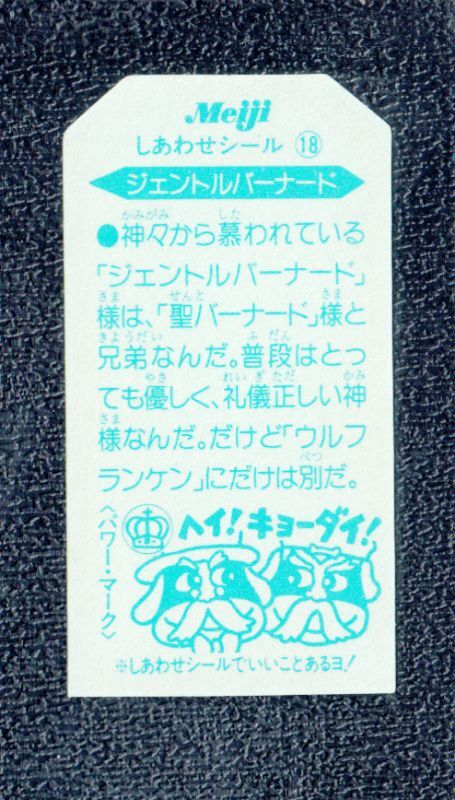 Meiji
しあわせシール ⑱
ジェントルバーナード
●神々から慕われている
「ジェントルバーナード」
様は、「聖バーナード」様と
兄弟なんだ。普段はとっ
ても優しく、礼儀正しい神
様なんだ。だけど「ウルフ
ランケン」にだけは別だ。
〈パワー・マーク〉
ヘイ!キョーダイ!
※しあわせシールでいいことあるヨ!